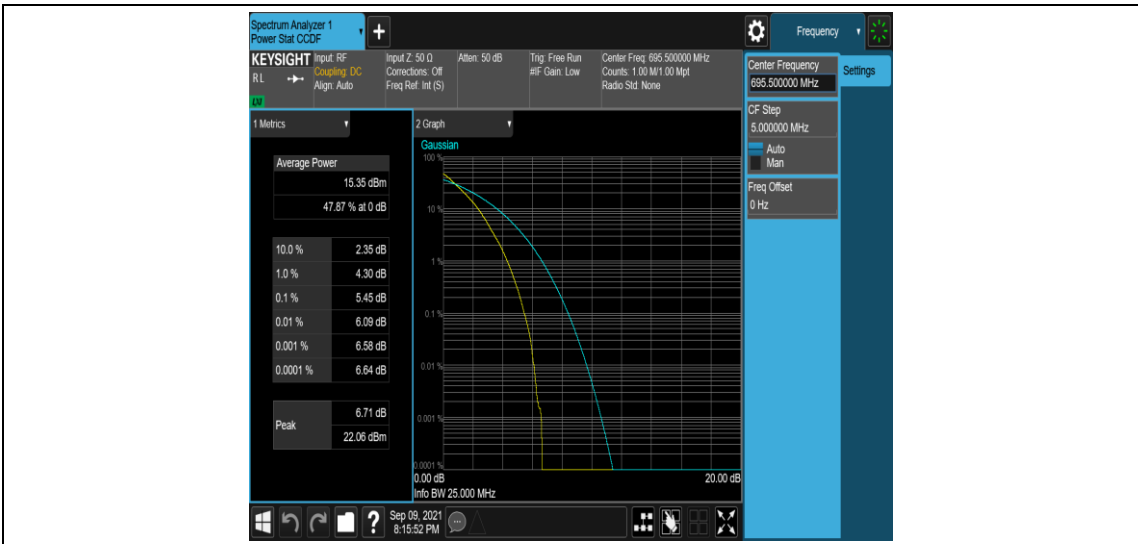 Spectrum Analyzer 1
Power Stat CCDF
+
Frequency
KEYSIGHT
RL
LXI
Input: RF
Coupling: DC
Align: Auto
Input Z: 50 Ω
Corrections: Off
Freq Ref: Int (S)
Atten: 50 dB
Trig: Free Run
#IF Gain: Low
Center Freq: 695.500000 MHz
Counts: 1.00 M/1.00 Mpt
Radio Std: None
Center Frequency
695.500000 MHz
Settings
CF Step
5.000000 MHz
Auto
Man
Freq Offset
0 Hz
1 Metrics
Average Power
15.35 dBm
47.87 % at 0 dB
10.0 % 2.35 dB
1.0 % 4.30 dB
0.1 % 5.45 dB
0.01 % 6.09 dB
0.001 % 6.58 dB
0.0001 % 6.64 dB
Peak
6.71 dB
22.06 dBm
2 Graph
Gaussian
100 %
10 %
1 %
0.1 %
0.01 %
0.001 %
0.0001 %
0.00 dB 20.00 dB
Info BW 25.000 MHz
?
Sep 09, 2021
8:15:52 PM